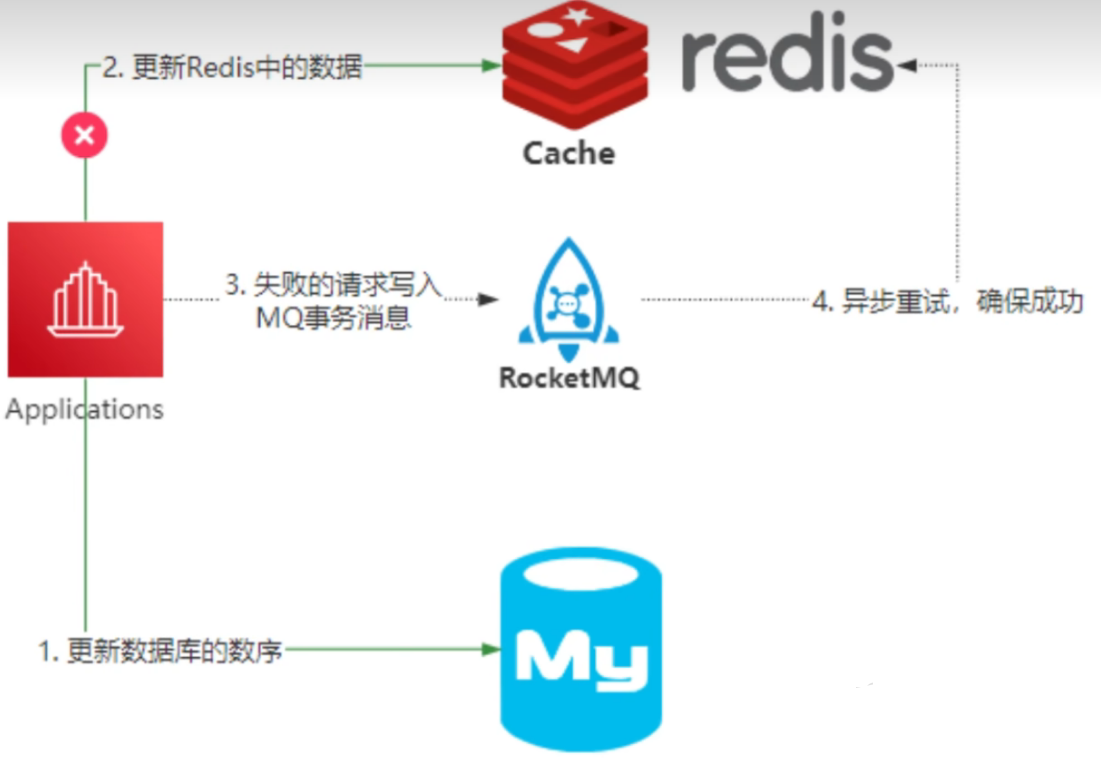 2. 更新Redis中的数据
redis
Cache
3. 失败的请求写入
MQ事务消息
4. 异步重试，确保成功
RocketMQ
Applications
1. 更新数据库的数序
My